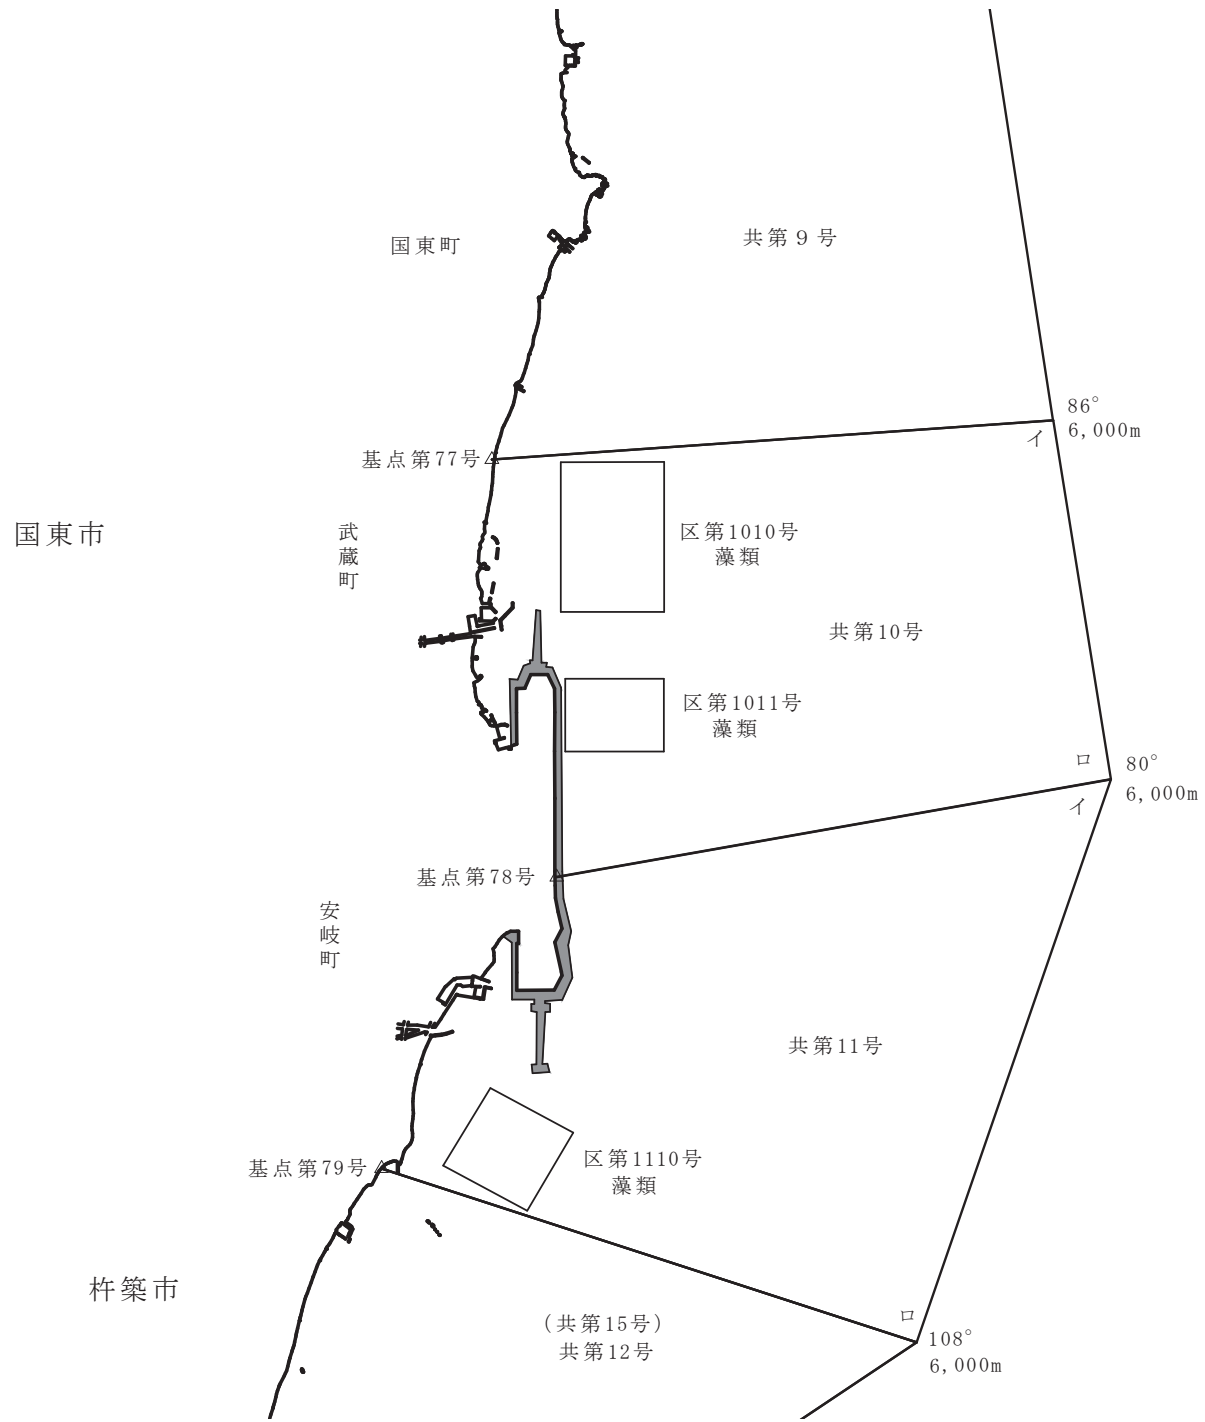 国東町
共第９号
86°
6,000m
イ
基点第77号
国東市
武蔵町
区第1010号
藻類
共第10号
区第1011号
藻類
ロ
80°
6,000m
イ
基点第78号
安岐町
共第11号
基点第79号
区第1110号
藻類
杵築市
(共第15号)
共第12号
ロ
108°
6,000m